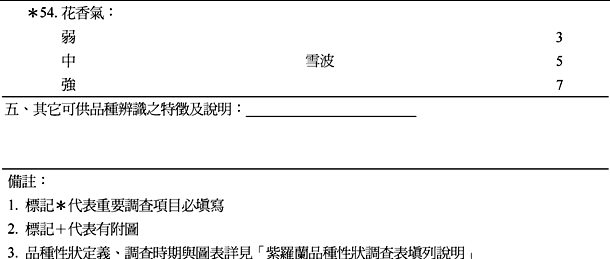 ＊54. 花香氣：
弱 3
中 雪波 5
強 7
五、其它可供品種辨識之特徵及說明：
備註：
1. 標記＊代表重要調查項目必填寫
2. 標記＋代表有附圖
3. 品種性狀定義、調查時期與圖表詳見「紫羅蘭品種性狀調查表填列說明」